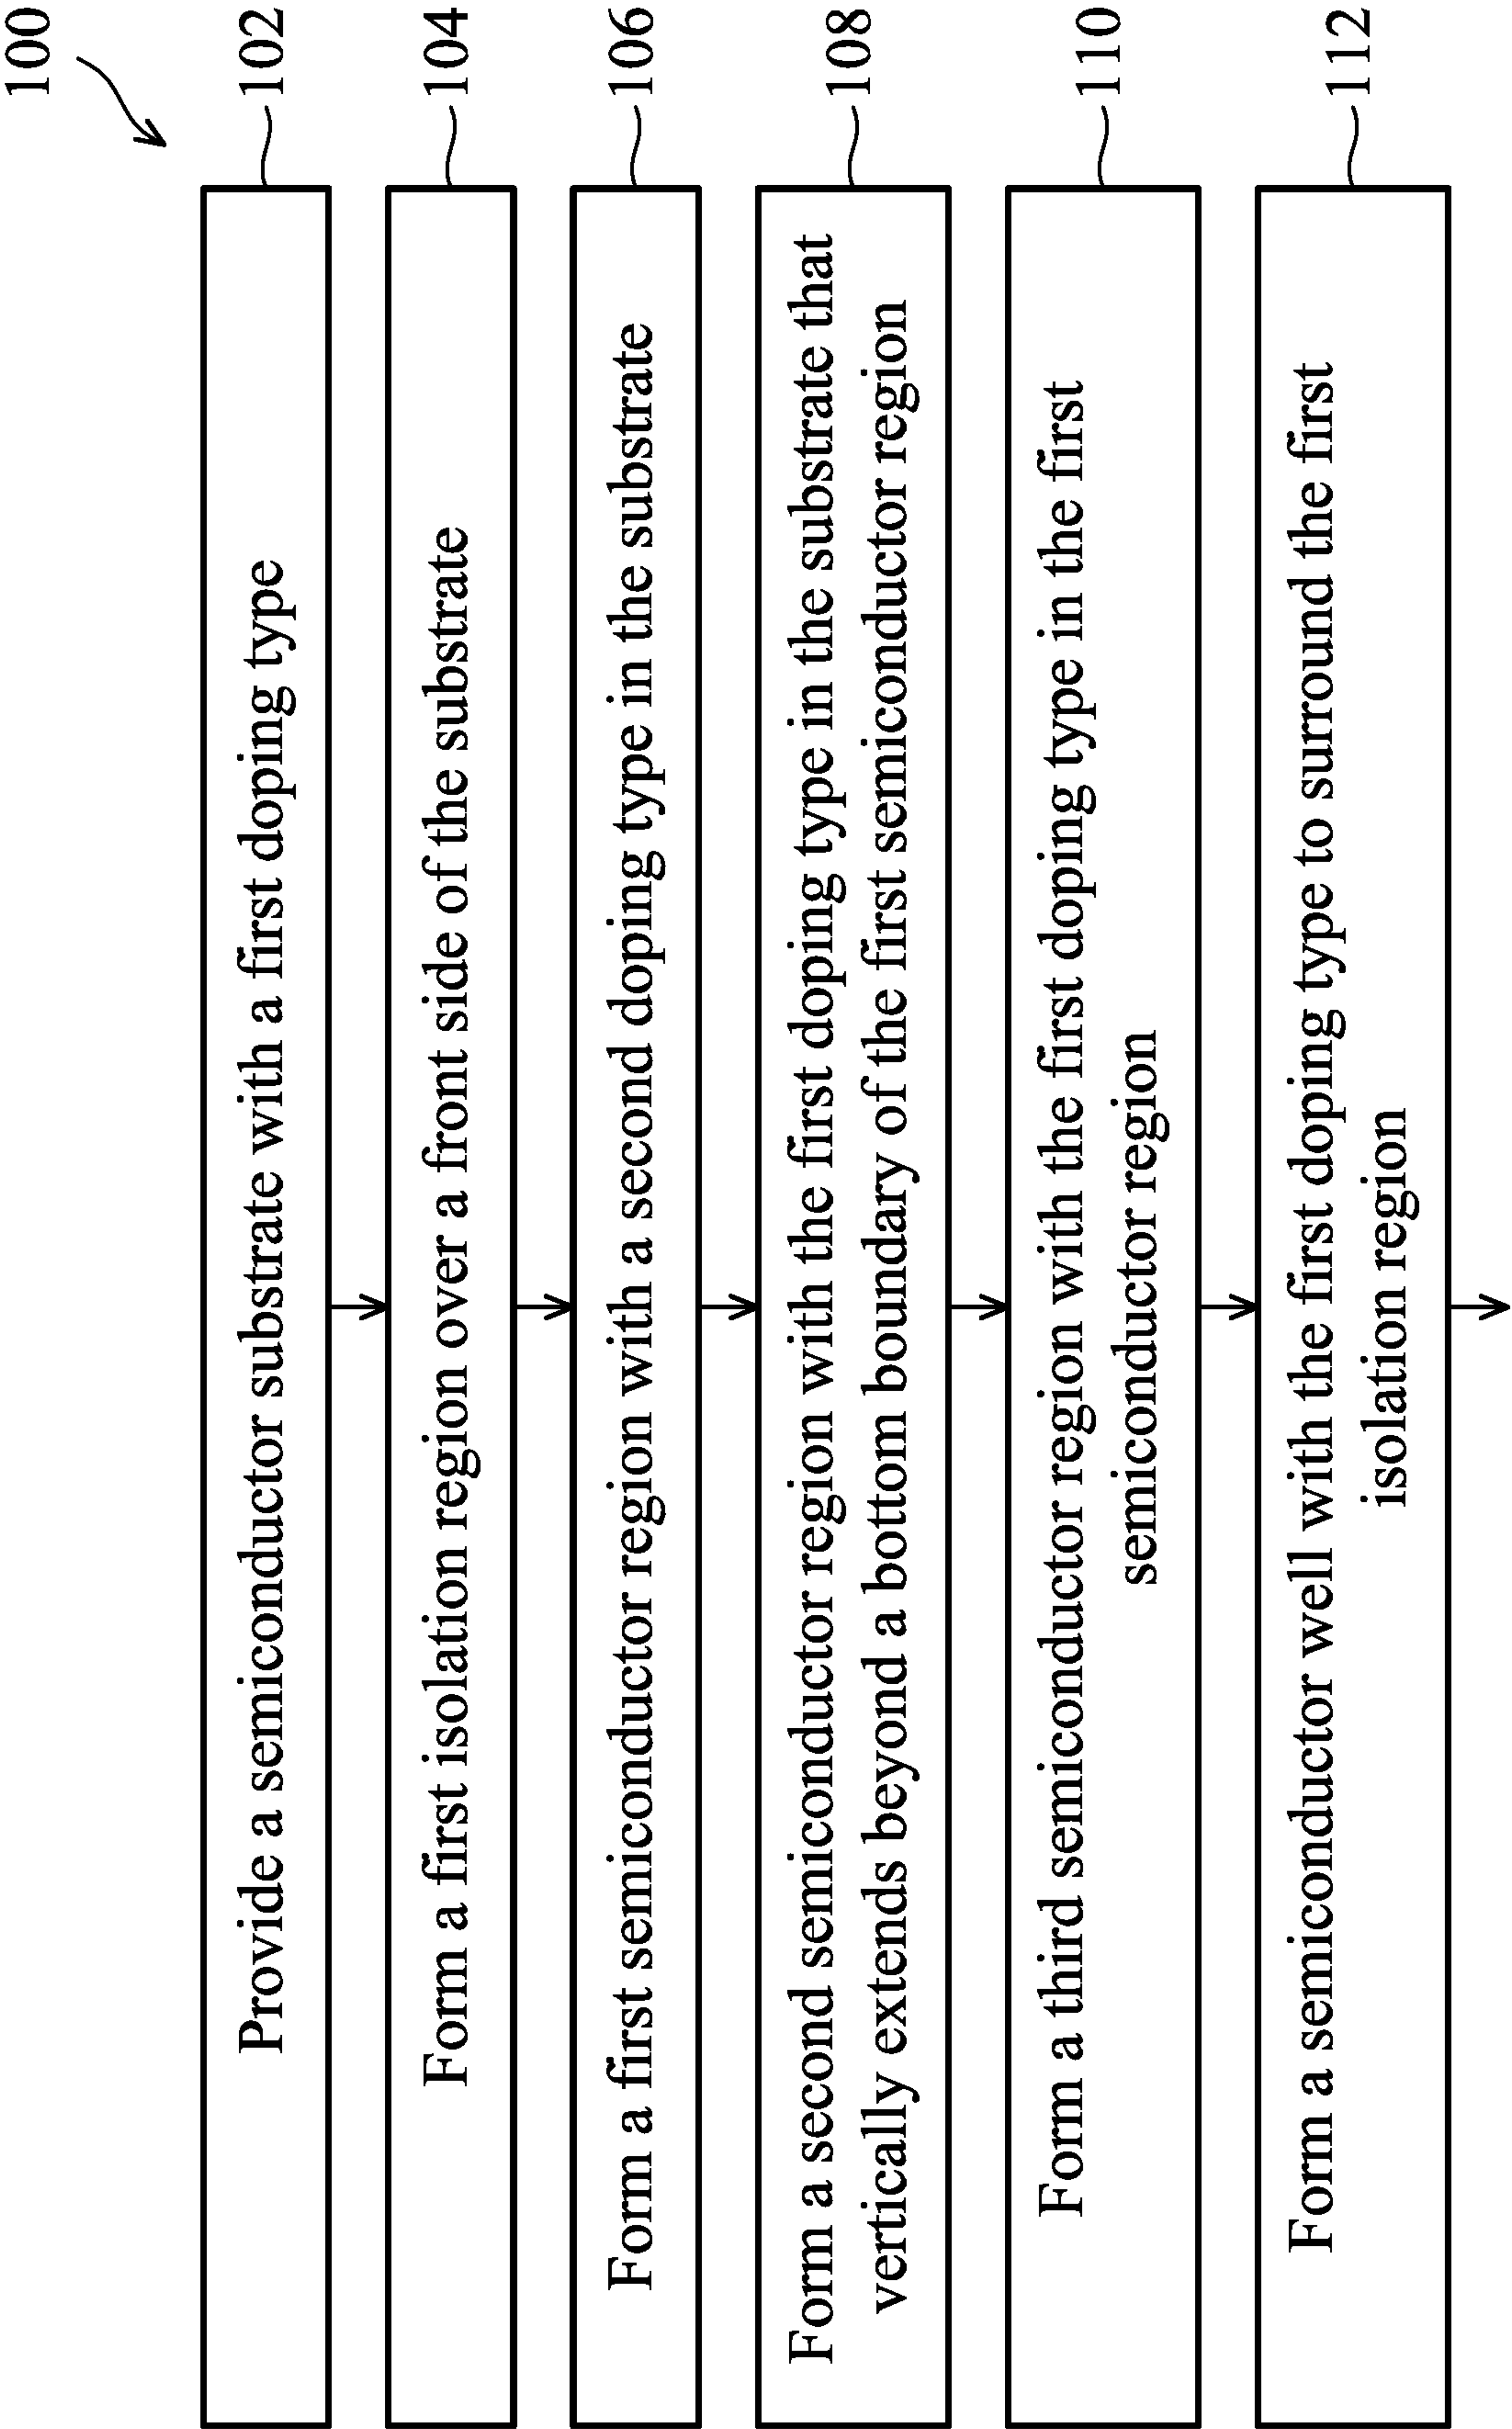 100
Provide a semiconductor substrate with a first doping type
102
Form a first isolation region over a front side of the substrate
104
Form a first semiconductor region with a second doping type in the substrate
106
Form a second semiconductor region with the first doping type in the substrate that
vertically extends beyond a bottom boundary of the first semiconductor region
108
Form a third semiconductor region with the first doping type in the first
semiconductor region
110
Form a semiconductor well with the first doping type to surround the first
isolation region
112